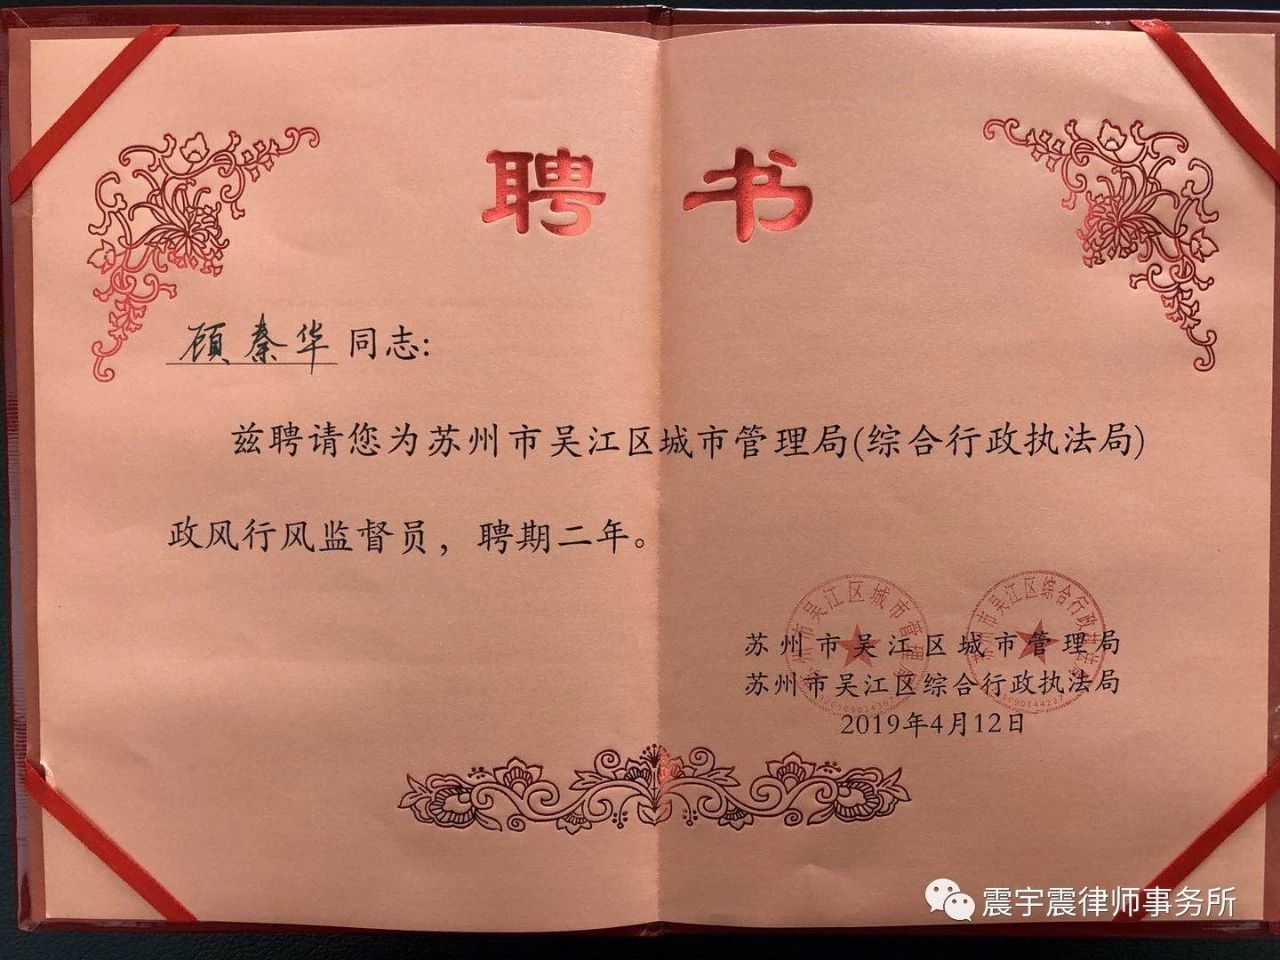 聘书
顾秦华同志:
兹聘请您为苏州市吴江区城市管理局(综合行政执法局)
政风行风监督员，聘期二年。
苏州市吴江区城市管理局
苏州市吴江区综合行政执法局
2019年4月12日
震宇震律师事务所